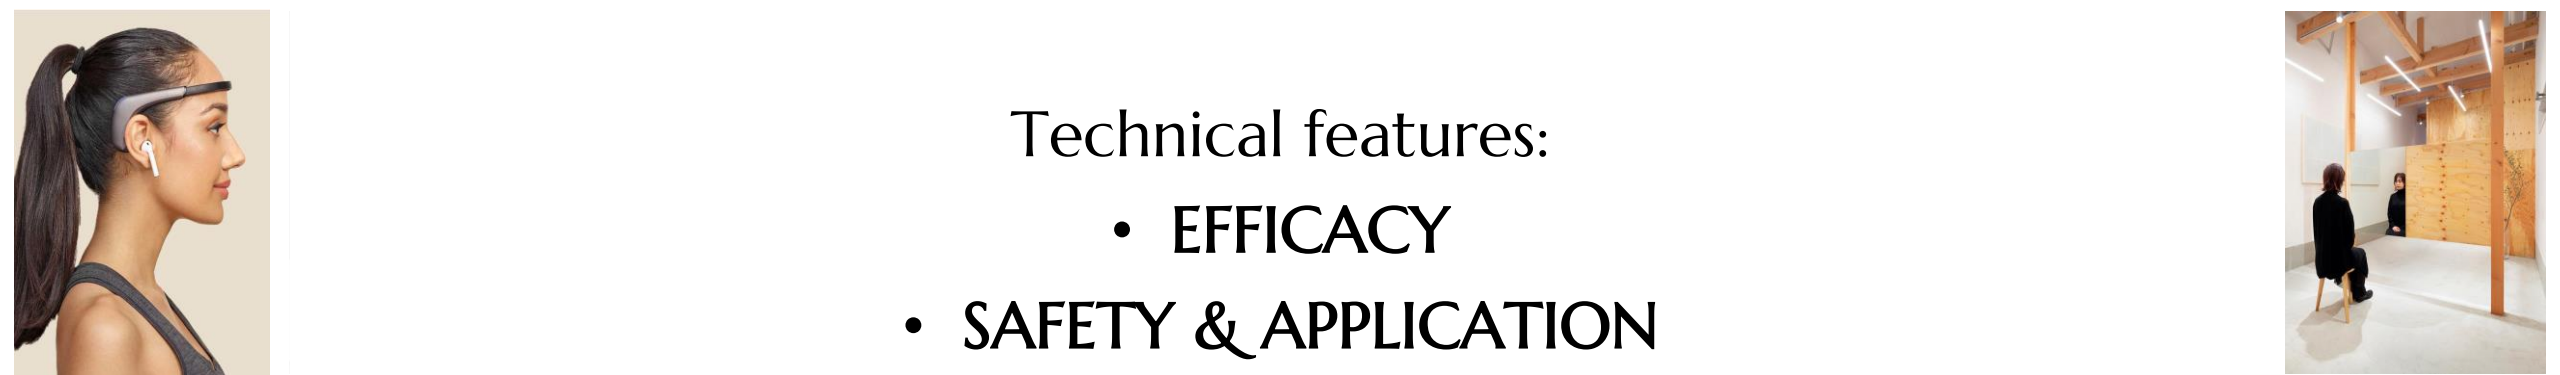 Technical features:
• EFFICACY
• SAFETY & APPLICATION